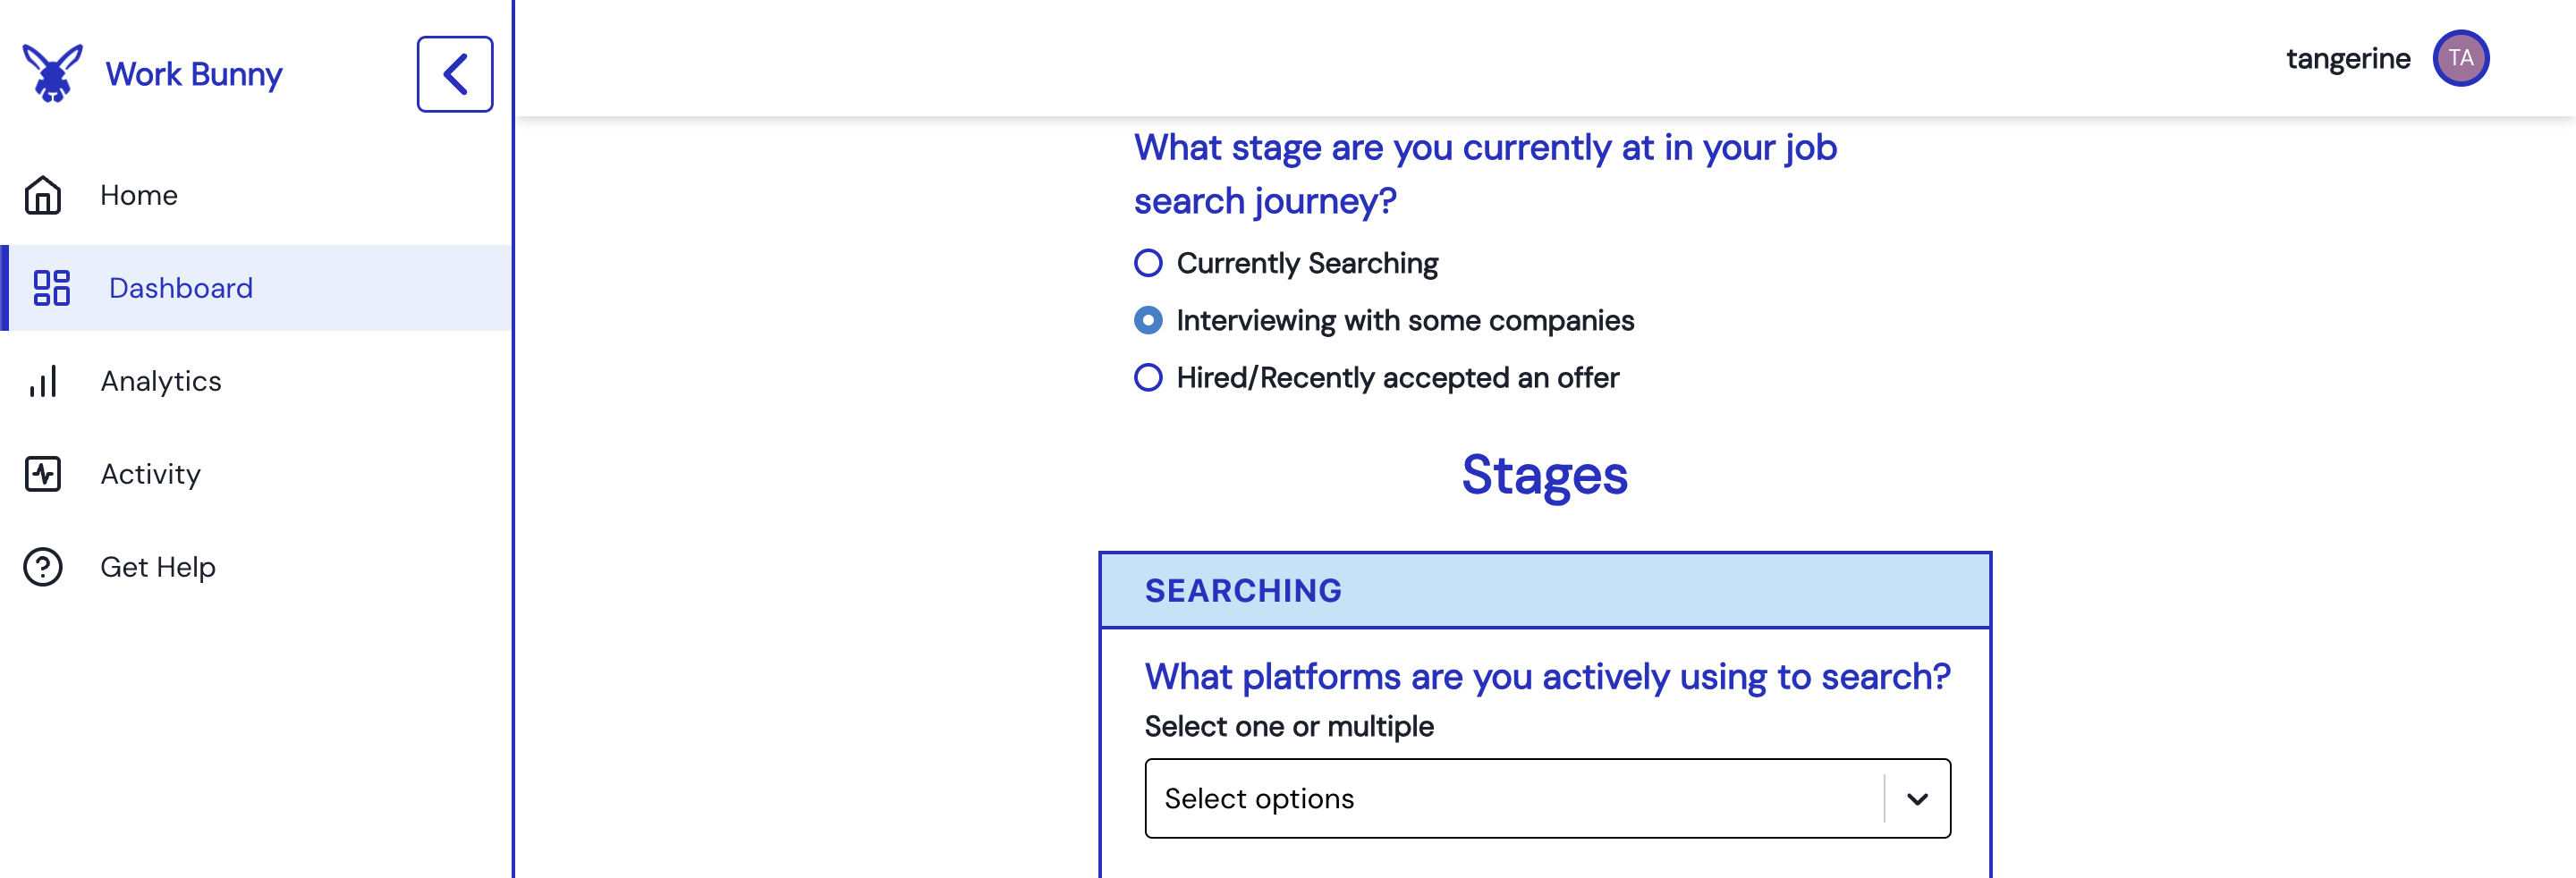 Work Bunny
tangerine
TA
Home
Dashboard
Analytics
Activity
Get Help
What stage are you currently at in your job
search journey?
Currently Searching
Interviewing with some companies
Hired/Recently accepted an offer
Stages
SEARCHING
What platforms are you actively using to search?
Select one or multiple
Select options